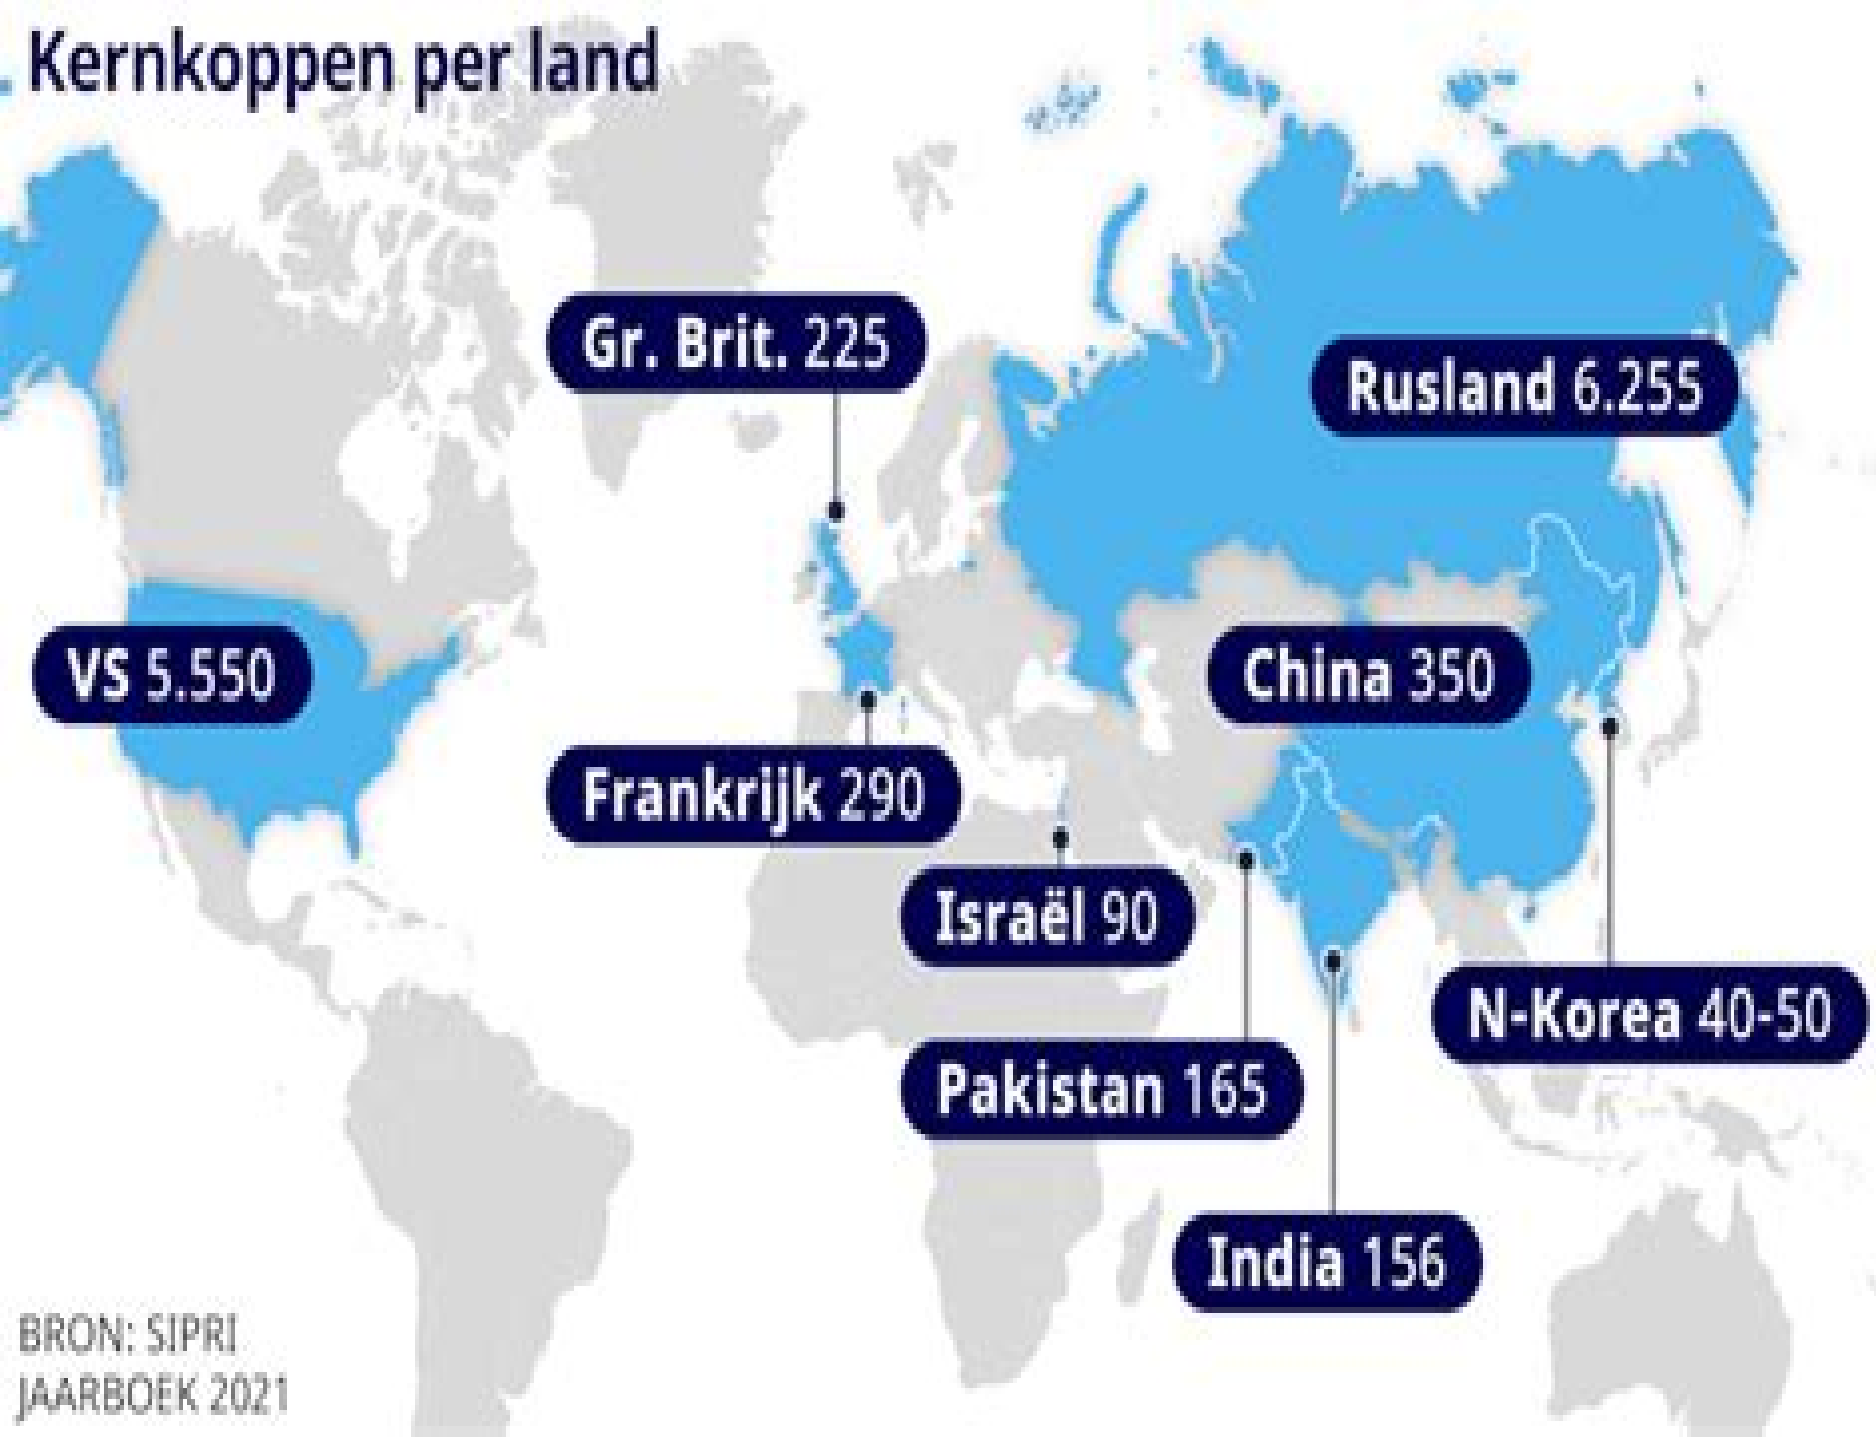 Kernkoppen per land
Gr. Brit. 225
Rusland 6.255
VS 5.550
China 350
Frankrijk 290
Israël 90
N-Korea 40-50
Pakistan 165
India 156
BRON: SIPRI
JAARBOEK 2021